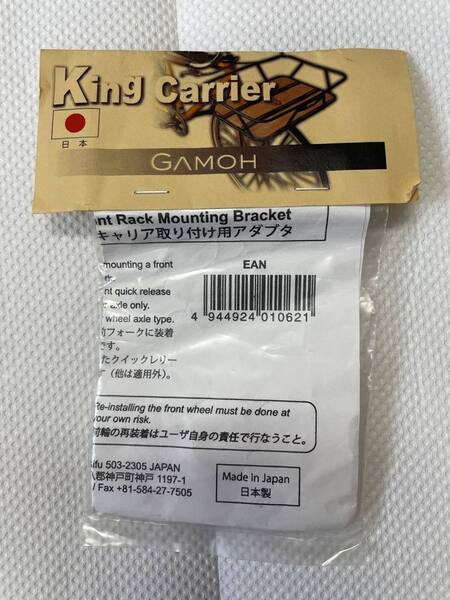 King Carrier
日本
GAMOH
nt Rack Mounting Bracket
キャリア取り付け用アダプタ
mounting a front
EAN
nt quick release
axle only.
wheel axle type.
4 944924 010621
前フォークに装着
です。
たクイックレリー
す（他は適用外）。
Re-installing the front wheel must be done at
your own risk.
前輪の再装着はユーザ自身の責任で行なうこと。
ifu 503-2305 JAPAN
八郡神戸町神戸 1197-1
/ Fax +81-584-27-7505
Made in Japan
日本製